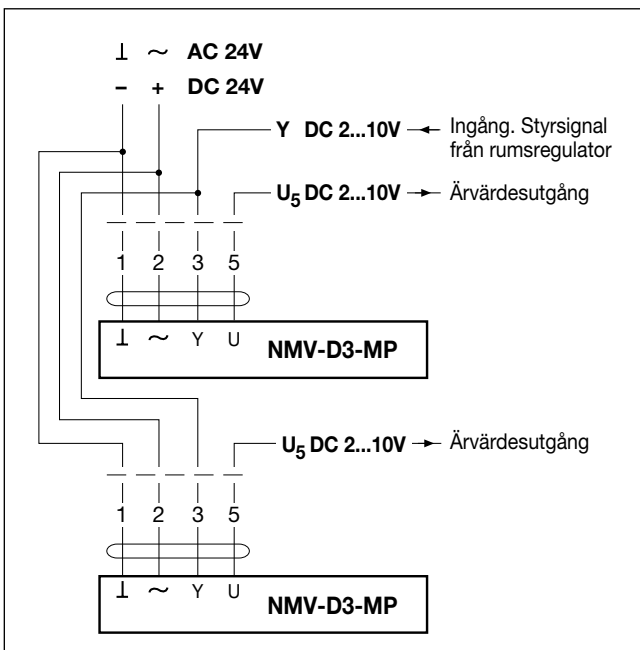 ⊥ ~ AC 24V
– + DC 24V
Y DC 2...10V Ingång. Styrsignal
från rumsregulator
U5 DC 2...10V Ärvärdesutgång
1 2 3 5
⊥ ~ Y U
NMV-D3-MP
U5 DC 2...10V Ärvärdesutgång
1 2 3 5
⊥ ~ Y U
NMV-D3-MP